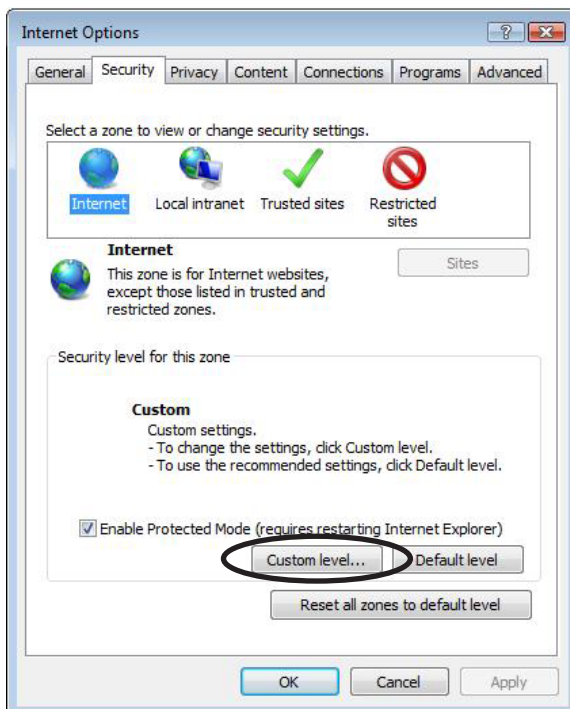 Internet Options
General Security Privacy Content Connections Programs Advanced
Select a zone to view or change security settings.
Internet Local intranet Trusted sites Restricted
sites
Internet
Sites
This zone is for Internet websites,
except those listed in trusted and
restricted zones.
Security level for this zone
Custom
Custom settings.
- To change the settings, click Custom level.
- To use the recommended settings, click Default level.
Enable Protected Mode (requires restarting Internet Explorer)
Custom level... Default level
Reset all zones to default level
OK Cancel Apply